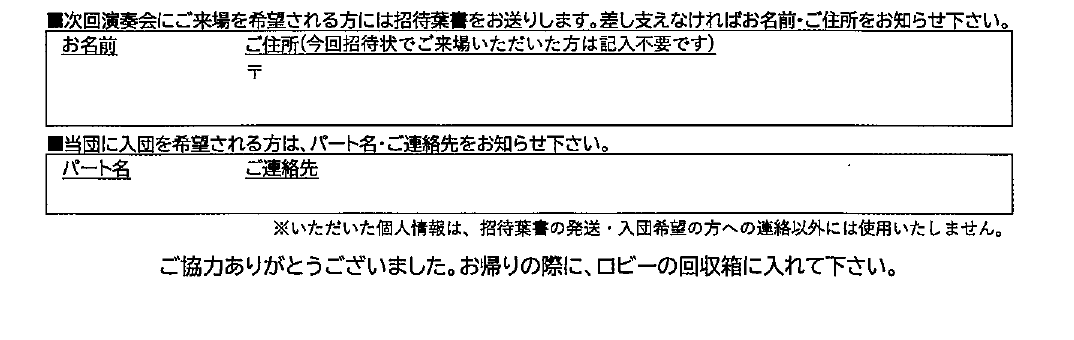 ■次回演奏会にご来場を希望される方には招待葉書をお送りします。差し支えなければお名前・ご住所をお知らせ下さい。
お名前 ご住所(今回招待状でご来場いただいた方は記入不要です)
〒
■当団に入団を希望される方は、パート名・ご連絡先をお知らせ下さい。
パート名 ご連絡先
※いただいた個人情報は、招待葉書の発送・入団希望の方への連絡以外には使用いたしません。
ご協力ありがとうございました。お帰りの際に、ロビーの回収箱に入れて下さい。